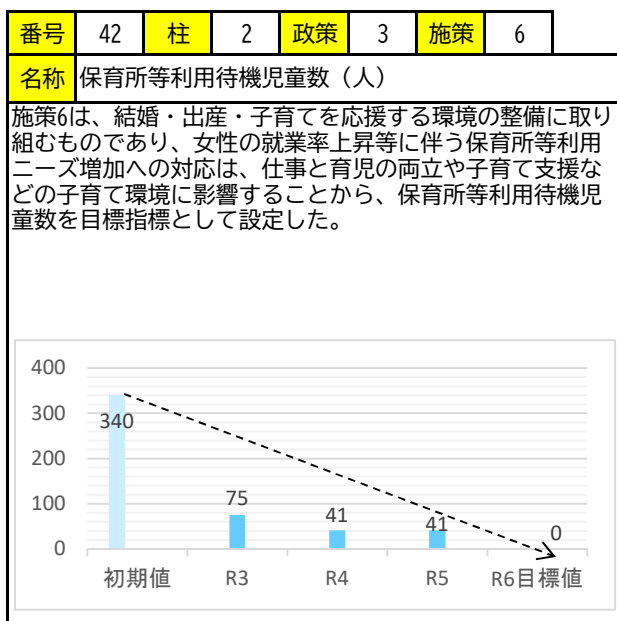 番号 42 柱 2 政策 3 施策 6
名称 保育所等利用待機児童数（人）
施策6は、結婚・出産・子育てを応援する環境の整備に取り
組むものであり、女性の就業率上昇等に伴う保育所等利用
ニーズ増加への対応は、仕事と育児の両立や子育て支援な
どの子育て環境に影響することから、保育所等利用待機児
童数を目標指標として設定した。
400
300
200
100
0
340
75
41
41
0
初期値 R3 R4 R5 R6目標値